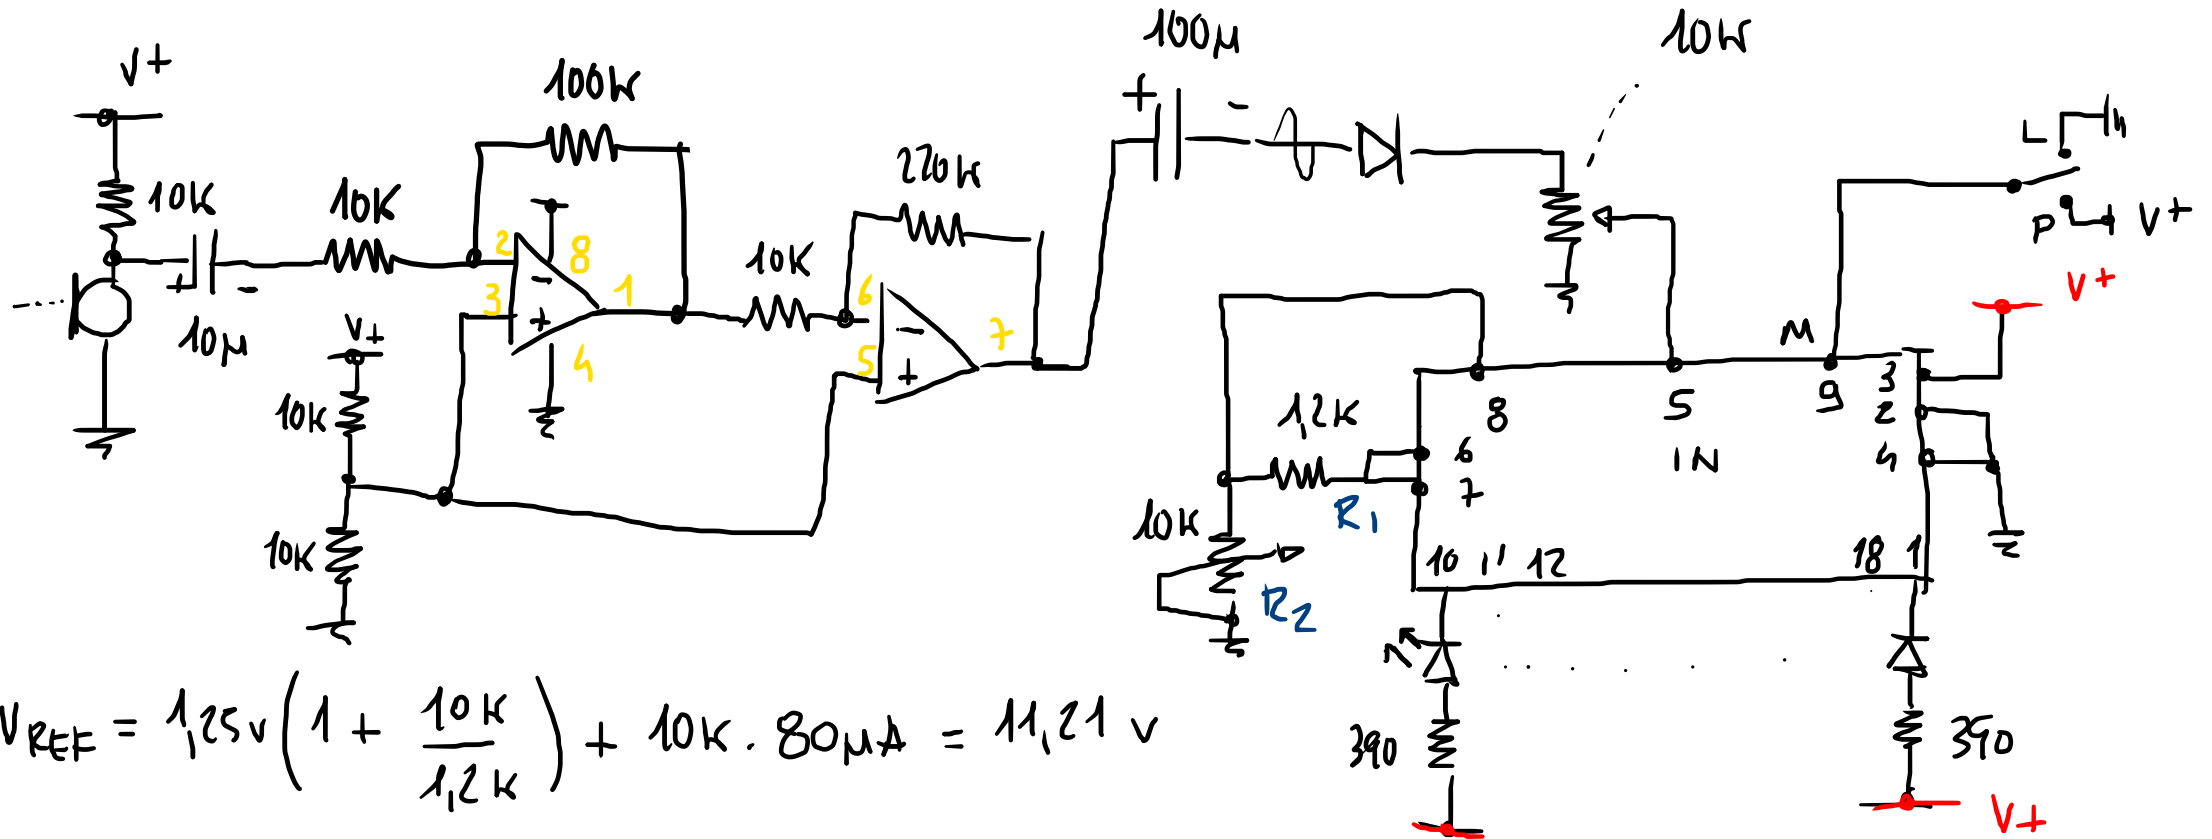 V+
10K
10µ
10K
100K
2
3
8
1
4
V+
10K
10K
10K
220K
6
5
7
100µ
+
-
10K
L
P
V+
V+
M
8
5
9
3
2
4
IN
1,2K
6
7
R1
10K
R2
10 11 12
18 1
390
390
V+
VREF = 1,25v (1 + 10K / 1,2K) + 10K . 80µA = 11,21 v